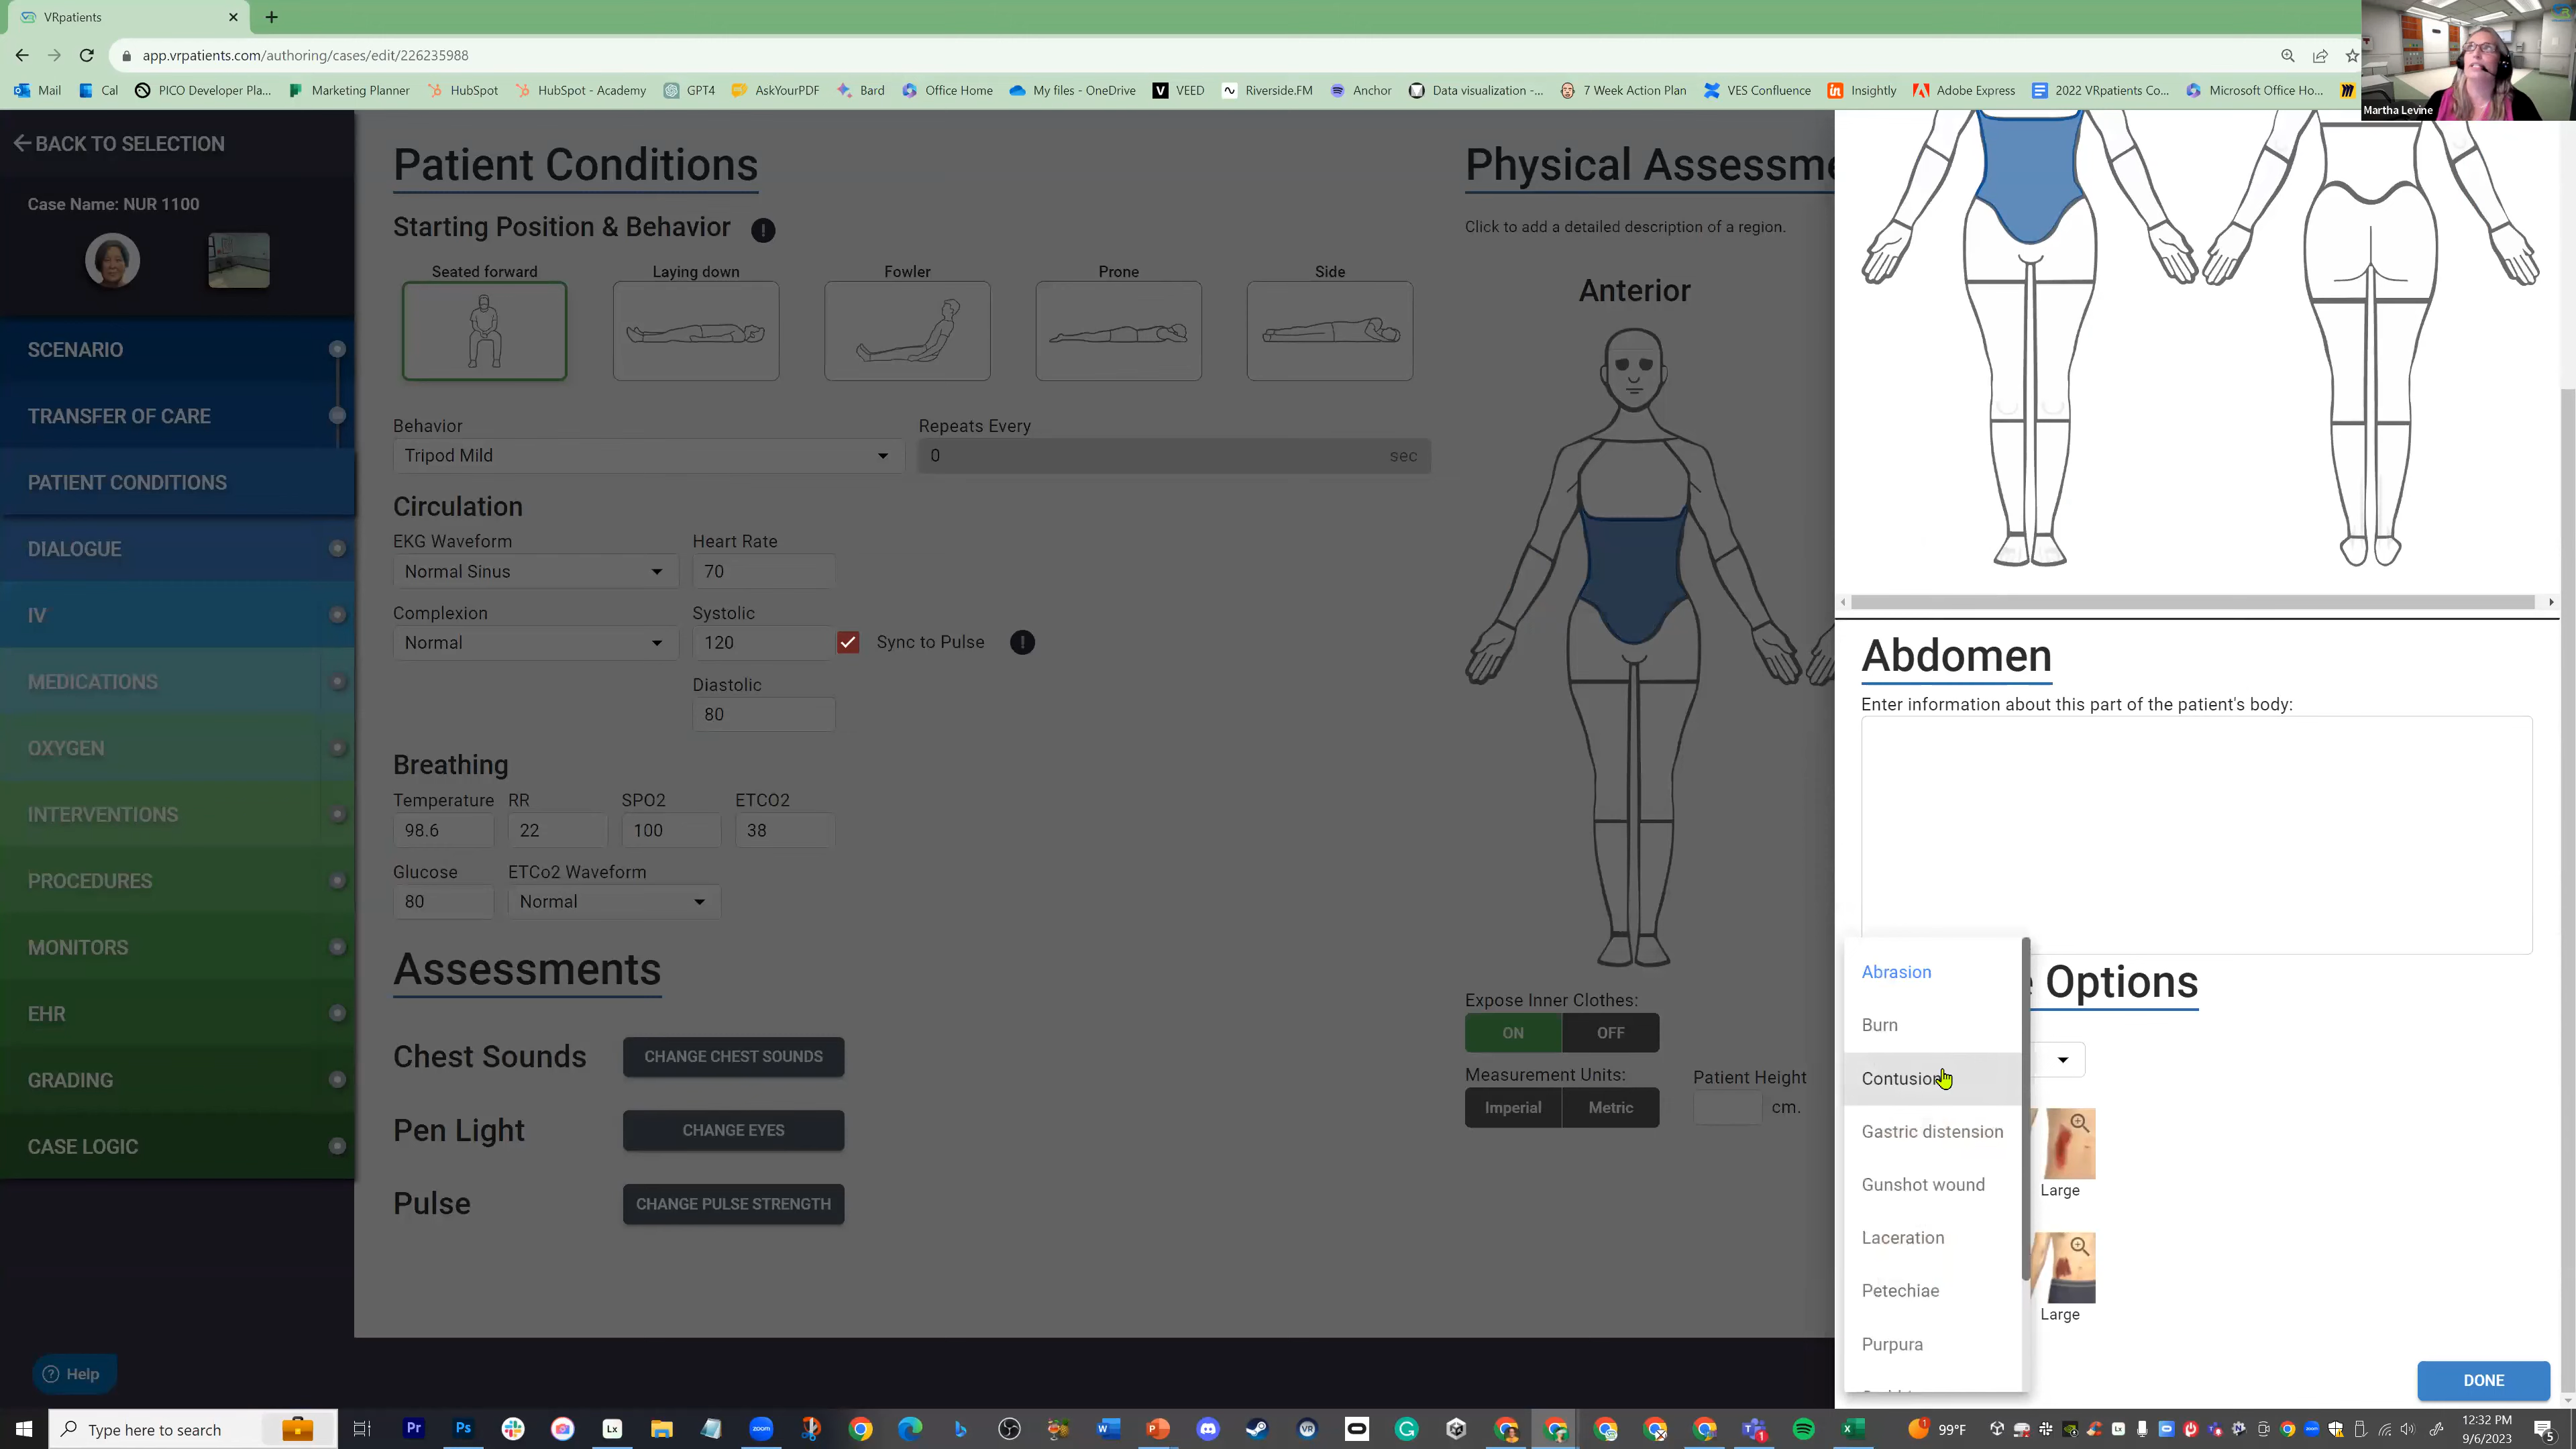 VRpatients
app.vrpatients.com/authoring/cases/edit/226235988
Mail Cal PICO Developer Pla... Marketing Planner HubSpot HubSpot - Academy GPT4 AskYourPDF Bard Office Home My files - OneDrive VEED Riverside.FM Anchor Data visualization -... 7 Week Action Plan VES Confluence Insightly Adobe Express 2022 VRpatients Co... Microsoft Office Ho...
Martha Levine
BACK TO SELECTION
Case Name: NUR 1100
SCENARIO
TRANSFER OF CARE
PATIENT CONDITIONS
DIALOGUE
IV
MEDICATIONS
OXYGEN
INTERVENTIONS
PROCEDURES
MONITORS
EHR
GRADING
CASE LOGIC
Help
Patient Conditions
Starting Position & Behavior
Seated forward Laying down Fowler Prone Side
Behavior Repeats Every
Tripod Mild 0 sec
Circulation
EKG Waveform Heart Rate
Normal Sinus 70
Complexion Systolic
Normal 120 Sync to Pulse
Diastolic
80
Breathing
Temperature RR SPO2 ETCO2
98.6 22 100 38
Glucose ETCo2 Waveform
80 Normal
Assessments
Chest Sounds CHANGE CHEST SOUNDS
Pen Light CHANGE EYES
Pulse CHANGE PULSE STRENGTH
Physical Assessme
Click to add a detailed description of a region.
Anterior
Expose Inner Clothes:
ON OFF
Measurement Units: Patient Height
Imperial Metric cm.
Abdomen
Enter information about this part of the patient's body:
Options
Abrasion
Burn
Contusion
Gastric distension
Gunshot wound
Laceration
Petechiae
Purpura
Large
Large
DONE
Type here to search
99°F
12:32 PM
9/6/2023
5